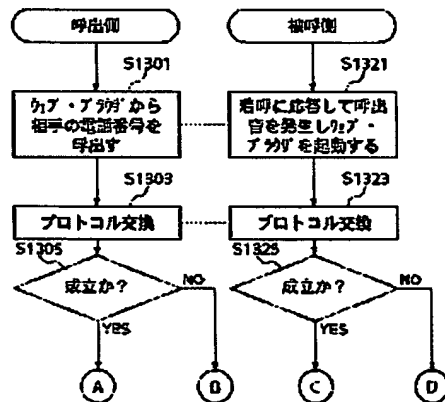 呼出側
被呼側
S1301
S1321
ウェブ・ブラウザから
相手の電話番号を
呼出す
着呼に応答して呼出
音を発生しウェブ・
ブラウザを起動する
S1303
S1323
プロトコル交換
プロトコル交換
S1305
S1325
成立か?
NO
成立か?
NO
YES
YES
A
B
C
D